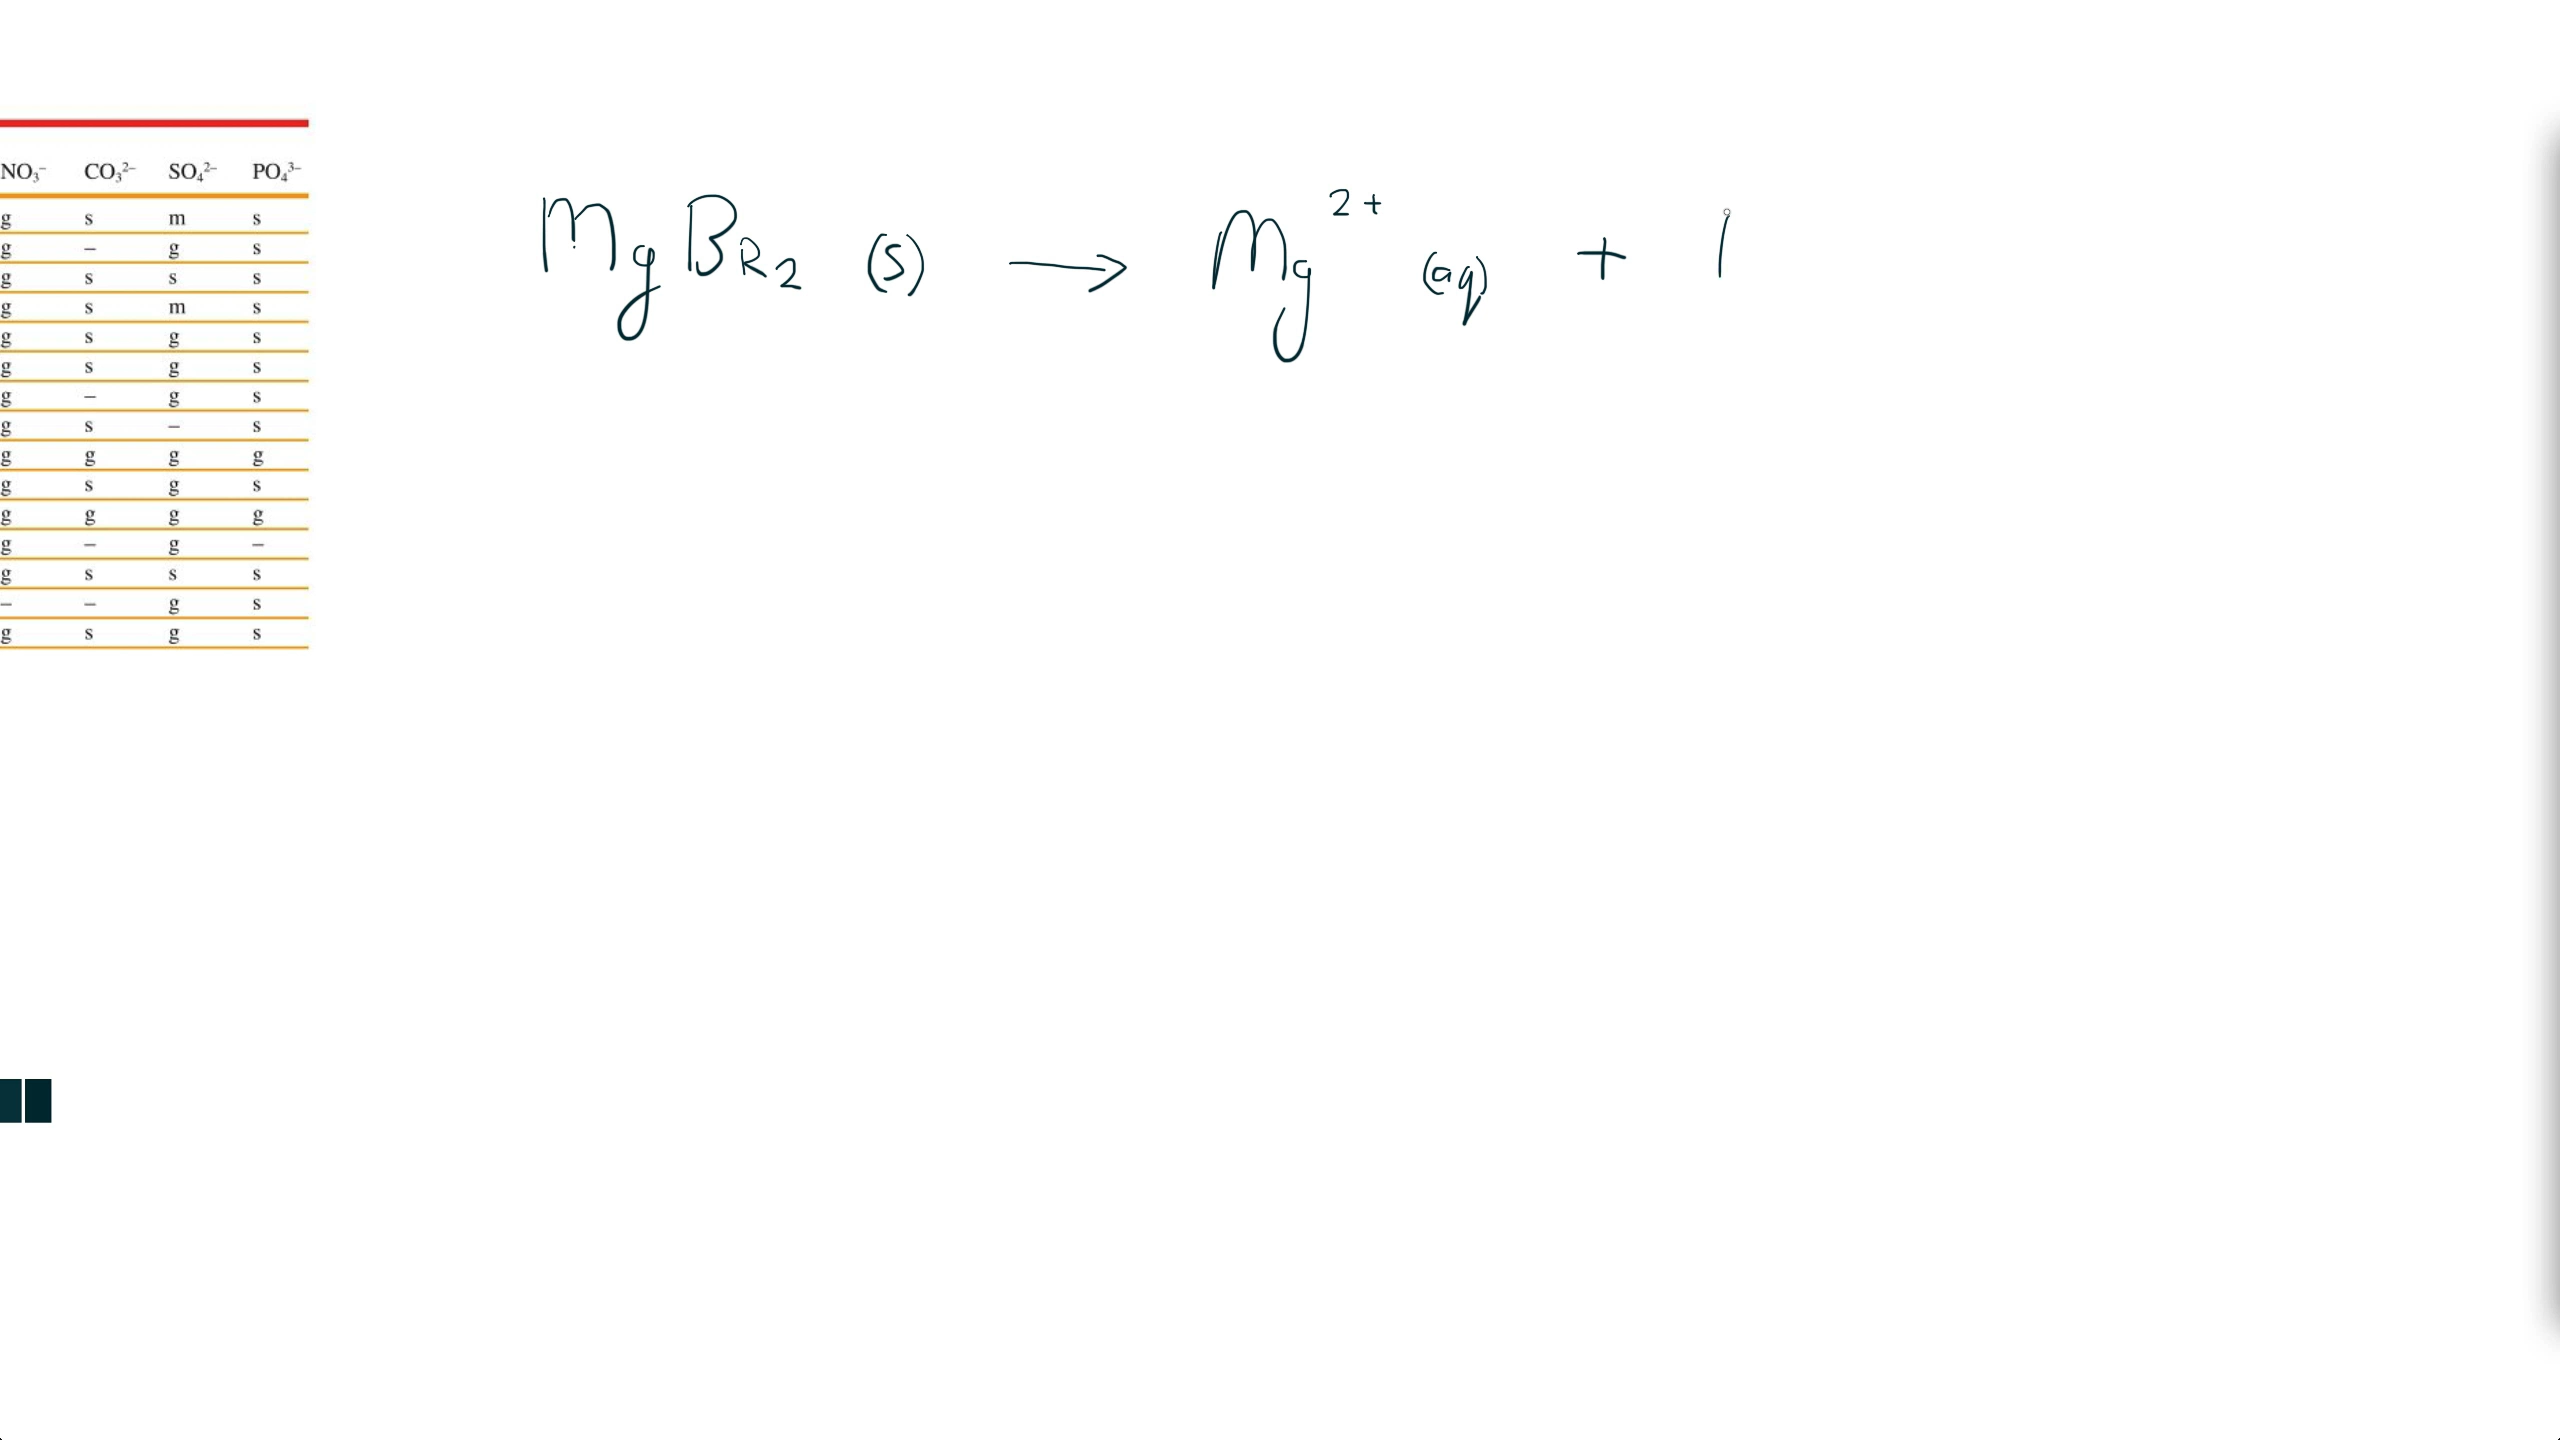 NO₃⁻ CO₃²⁻ SO₄²⁻ PO₄³⁻
g s m s
g – g s
g s s s
g s m s
g s g s
g s g s
g – g s
g s – s
g g g g
g s g s
g g g g
g – g –
g s s s
– – g s
g s g s
MgBR₂ (s) → Mg²⁺ (aq) +